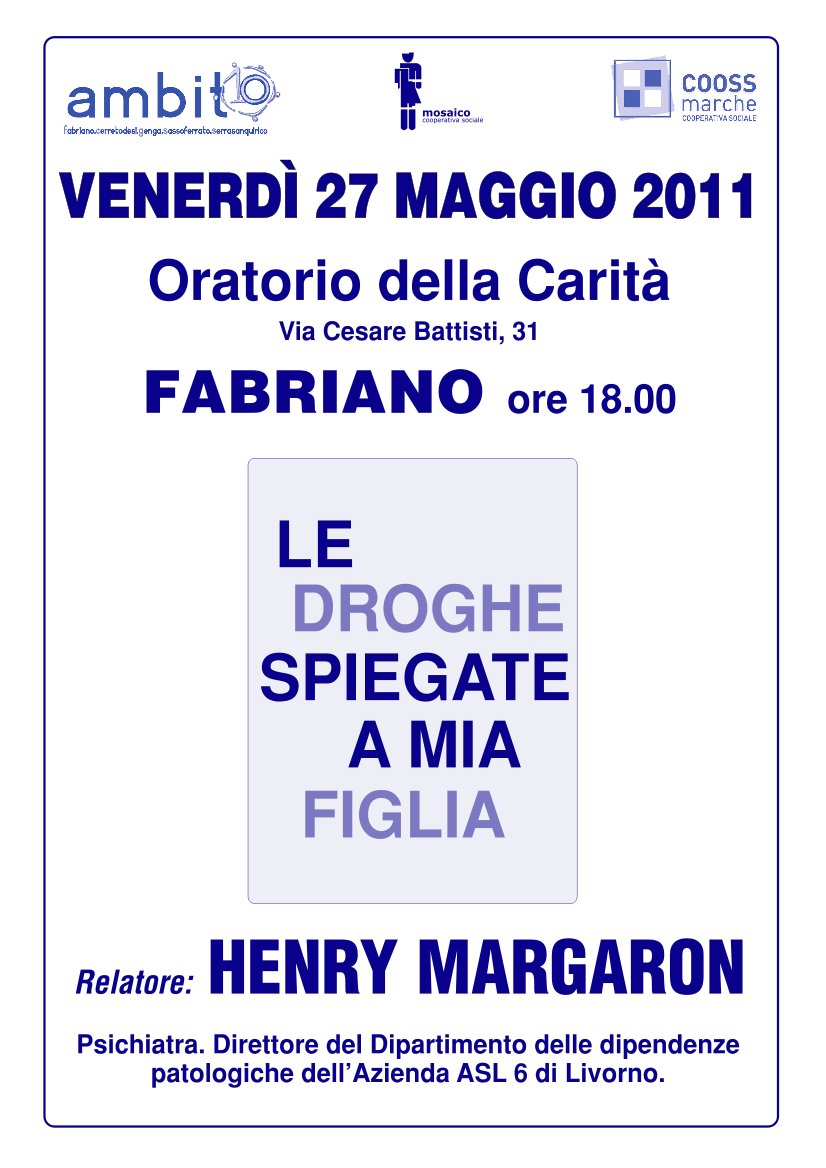 ambito 10
fabriano.cerretodesi.genga.sassoferrato.serrasanquirico
mosaico
cooperativa sociale
cooss
marche
COOPERATIVA SOCIALE
VENERDÌ 27 MAGGIO 2011
Oratorio della Carità
Via Cesare Battisti, 31
FABRIANO ore 18.00
LE
DROGHE
SPIEGATE
A MIA
FIGLIA
Relatore: HENRY MARGARON
Psichiatra. Direttore del Dipartimento delle dipendenze
patologiche dell'Azienda ASL 6 di Livorno.